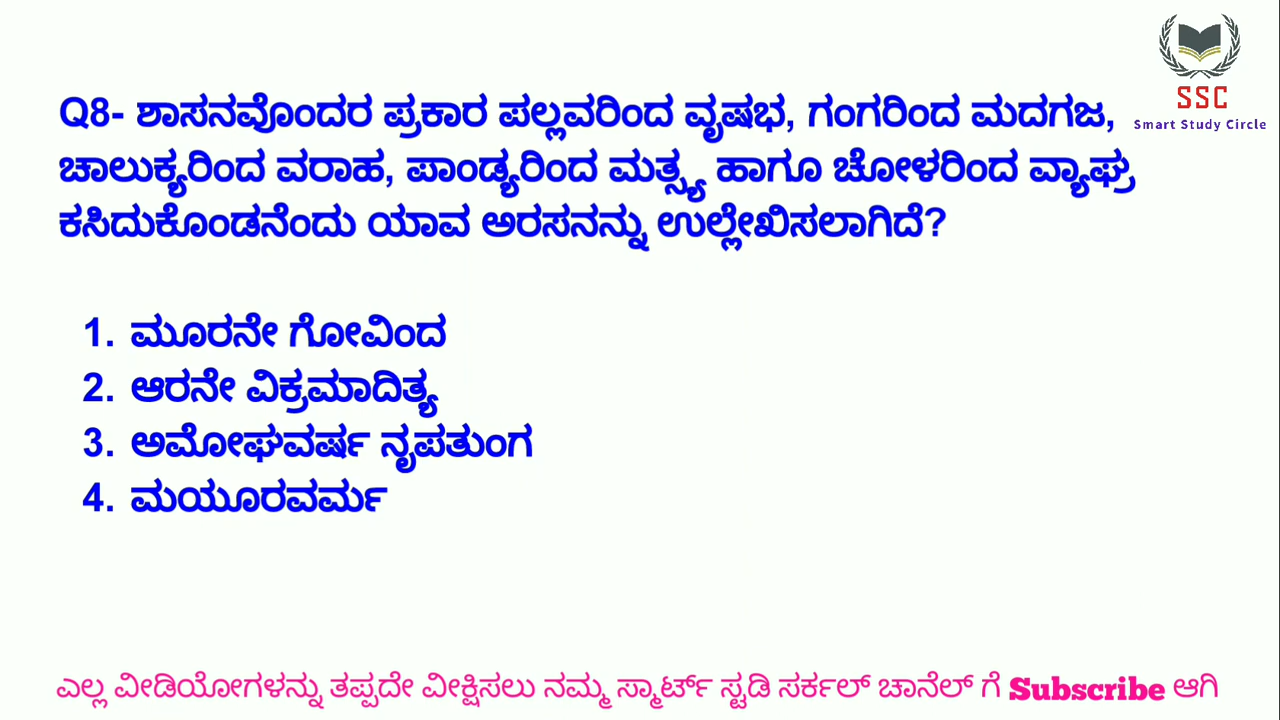 SSC
Smart Study Circle
Q8- ಶಾಸನವೊಂದರ ಪ್ರಕಾರ ಪಲ್ಲವರಿಂದ ವೃಷಭ, ಗಂಗರಿಂದ ಮದಗಜ,
ಚಾಲುಕ್ಯರಿಂದ ವರಾಹ, ಪಾಂಡ್ಯರಿಂದ ಮತ್ಸ್ಯ ಹಾಗೂ ಚೋಳರಿಂದ ವ್ಯಾಘ್ರ
ಕಸಿದುಕೊಂಡನೆಂದು ಯಾವ ಅರಸನನ್ನು ಉಲ್ಲೇಖಿಸಲಾಗಿದೆ?
1. ಮೂರನೇ ಗೋವಿಂದ
2. ಆರನೇ ವಿಕ್ರಮಾದಿತ್ಯ
3. ಅಮೋಘವರ್ಷ ನೃಪತುಂಗ
4. ಮಯೂರವರ್ಮ
ಎಲ್ಲ ವೀಡಿಯೋಗಳನ್ನು ತಪ್ಪದೇ ವೀಕ್ಷಿಸಲು ನಮ್ಮ ಸ್ಮಾರ್ಟ್ ಸ್ಟಡಿ ಸರ್ಕಲ್ ಚಾನೆಲ್ ಗೆ Subscribe ಆಗಿ